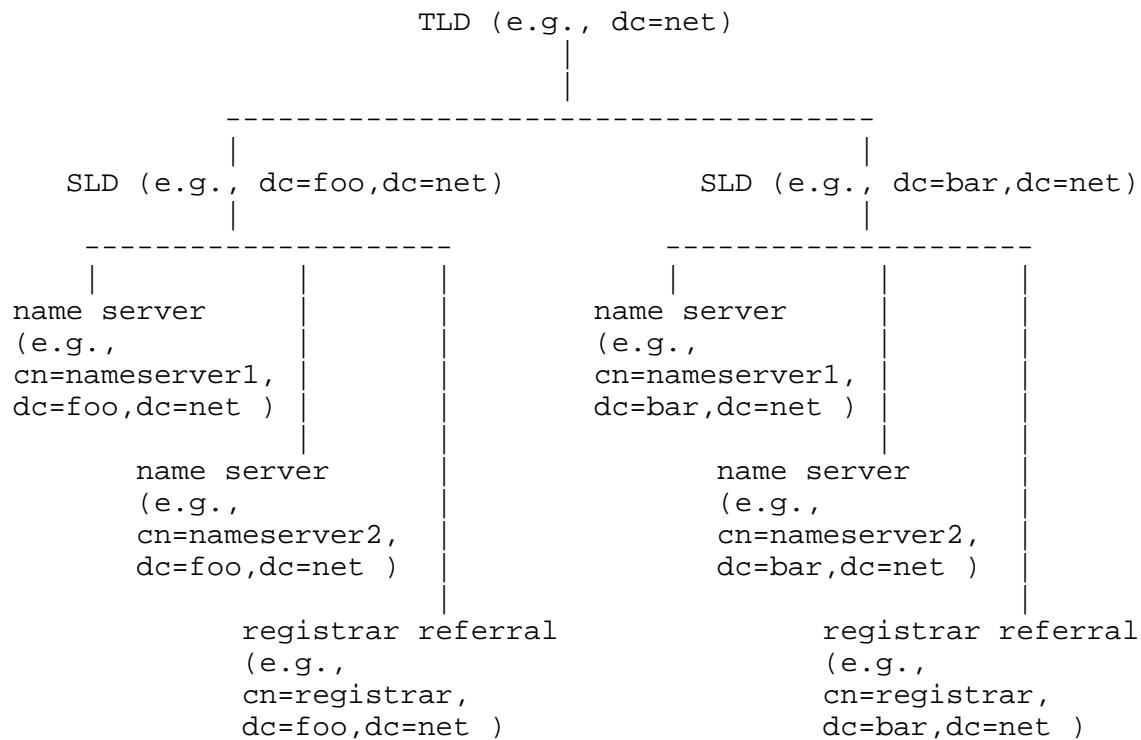 TLD (e.g., dc=net)
SLD (e.g., dc=foo,dc=net) SLD (e.g., dc=bar,dc=net)
name server name server
(e.g., (e.g.,
cn=nameserver1, cn=nameserver1,
dc=foo,dc=net ) dc=bar,dc=net )
name server name server
(e.g., (e.g.,
cn=nameserver2, cn=nameserver2,
dc=foo,dc=net ) dc=bar,dc=net )
registrar referral registrar referral
(e.g., (e.g.,
cn=registrar, cn=registrar,
dc=foo,dc=net ) dc=bar,dc=net )